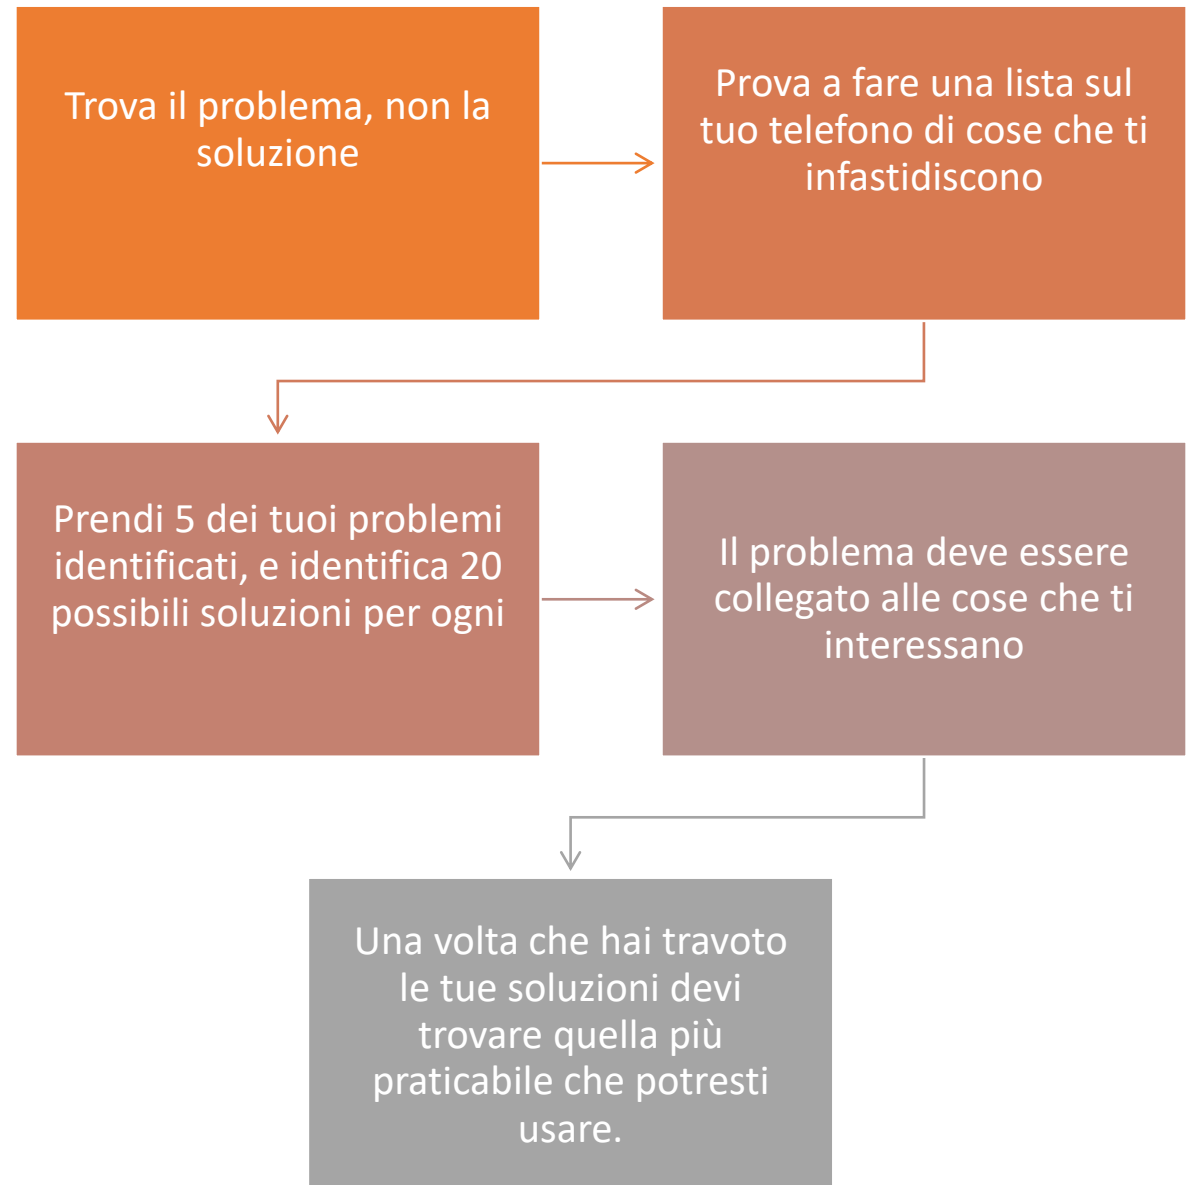 Trova il problema, non la
soluzione
Prova a fare una lista sul
tuo telefono di cose che ti
infastidiscono
Prendi 5 dei tuoi problemi
identificati, e identifica 20
possibili soluzioni per ogni
Il problema deve essere
collegato alle cose che ti
interessano
Una volta che hai travoto
le tue soluzioni devi
trovare quella più
praticabile che potresti
usare.